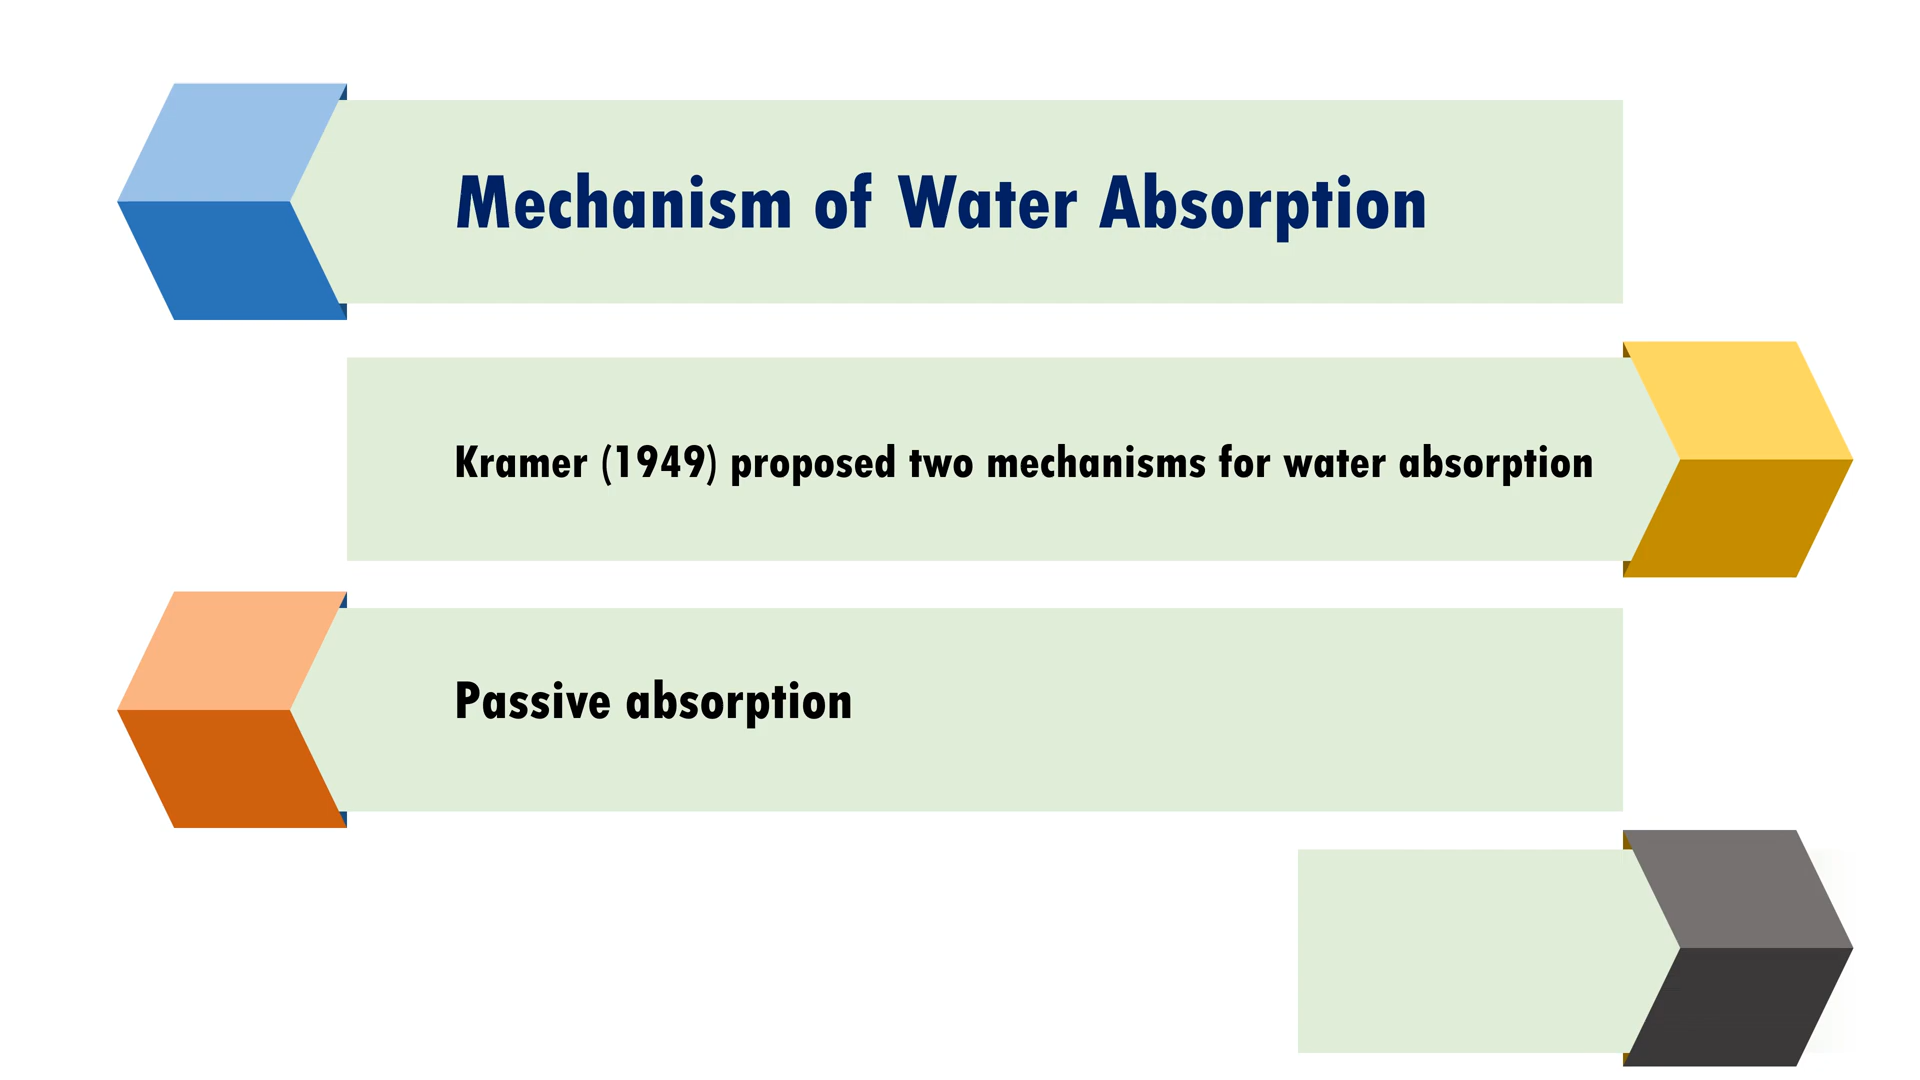 Mechanism of Water Absorption
Kramer (1949) proposed two mechanisms for water absorption
Passive absorption